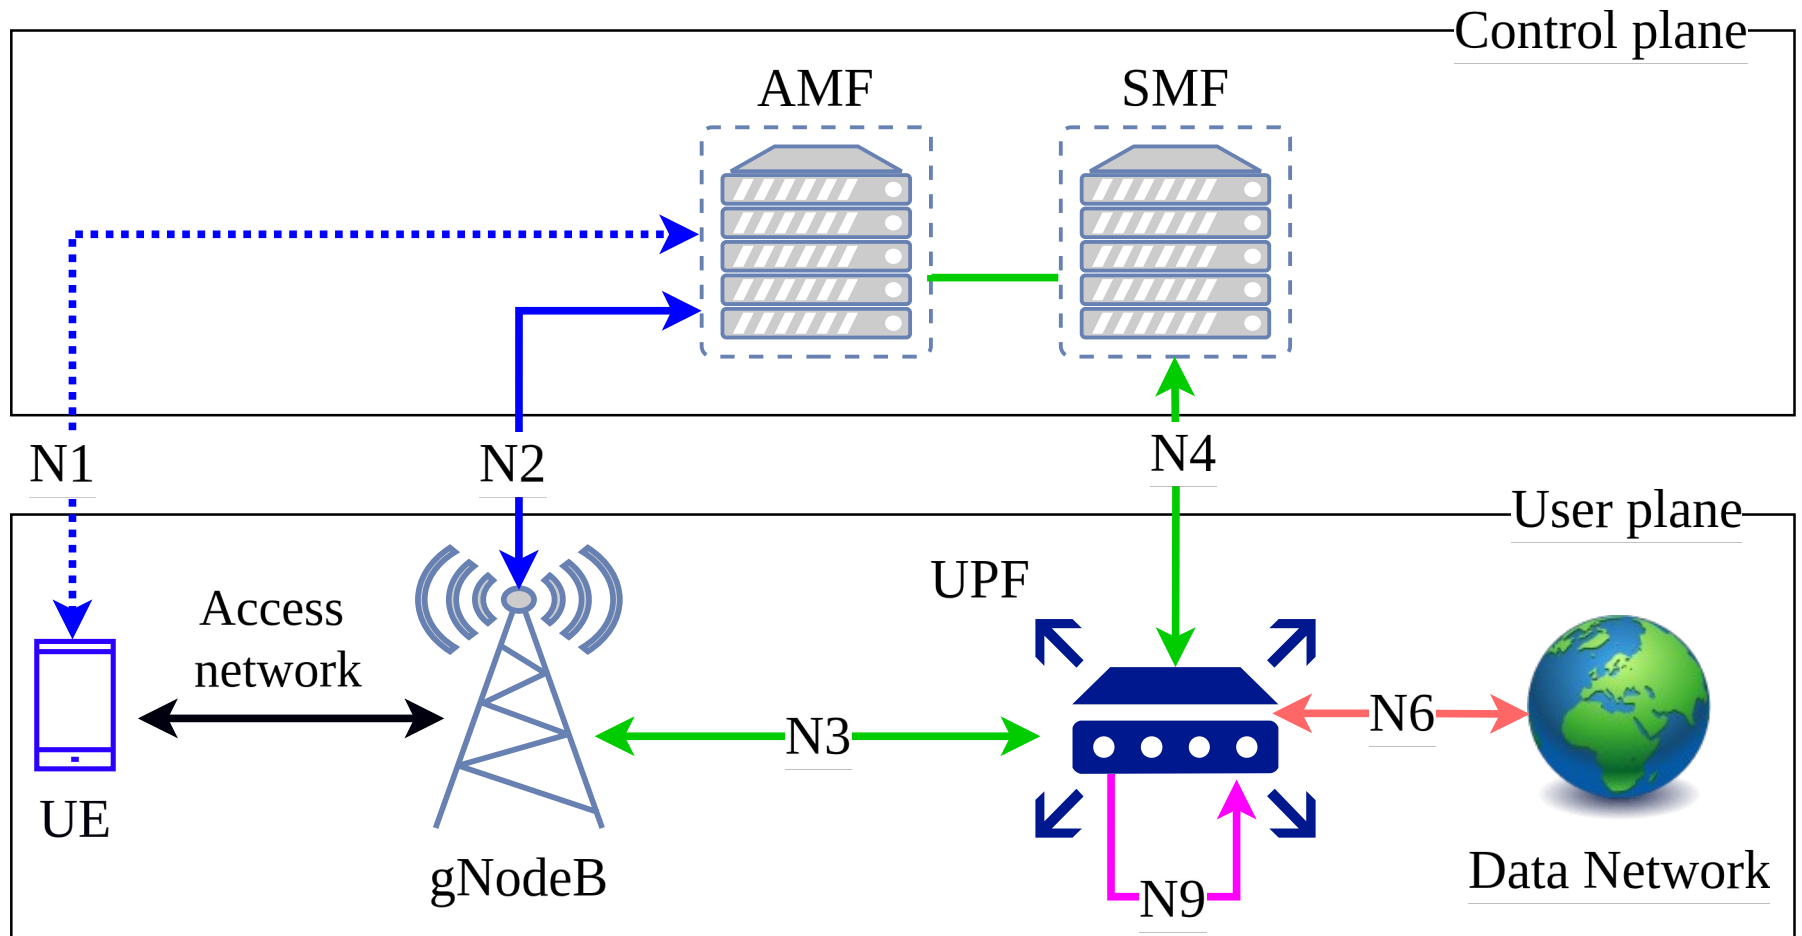 Control plane
AMF
SMF
N1
N2
N4
User plane
UPF
Access
network
N6
N3
UE
gNodeB
Data Network
N9